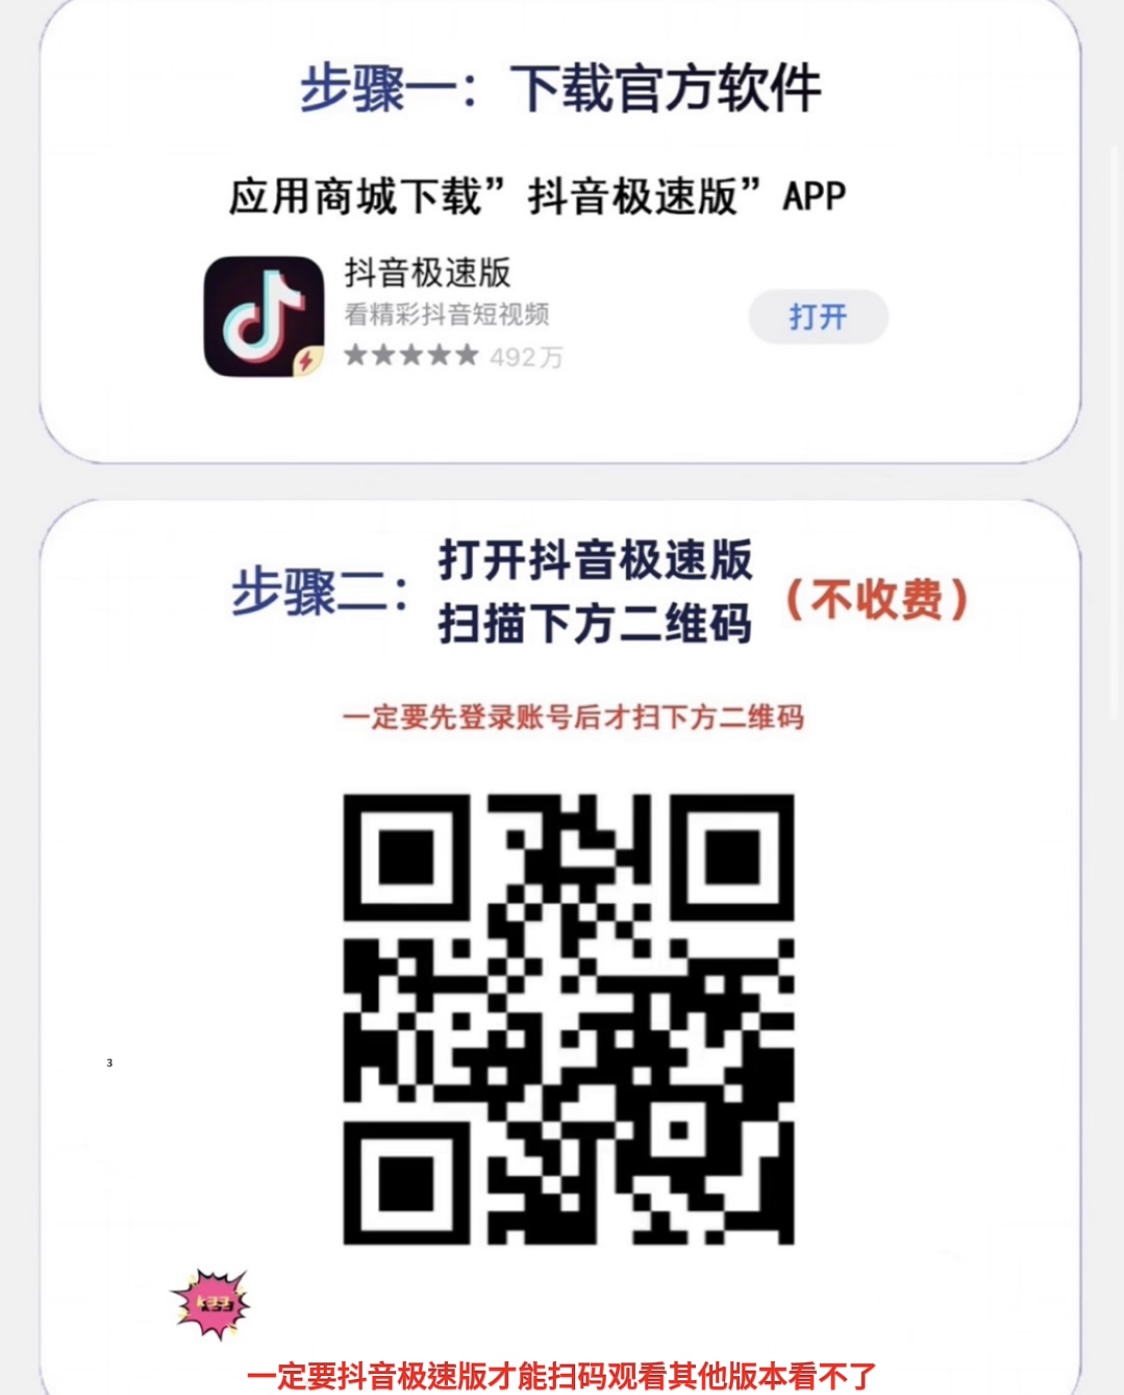 步骤一：下载官方软件
应用商城下载”抖音极速版”APP
抖音极速版
看精彩抖音短视频
492万
打开
步骤二：
打开抖音极速版
扫描下方二维码
（不收费）
一定要先登录账号后才扫下方二维码
3
k33
一定要抖音极速版才能扫码观看其他版本看不了